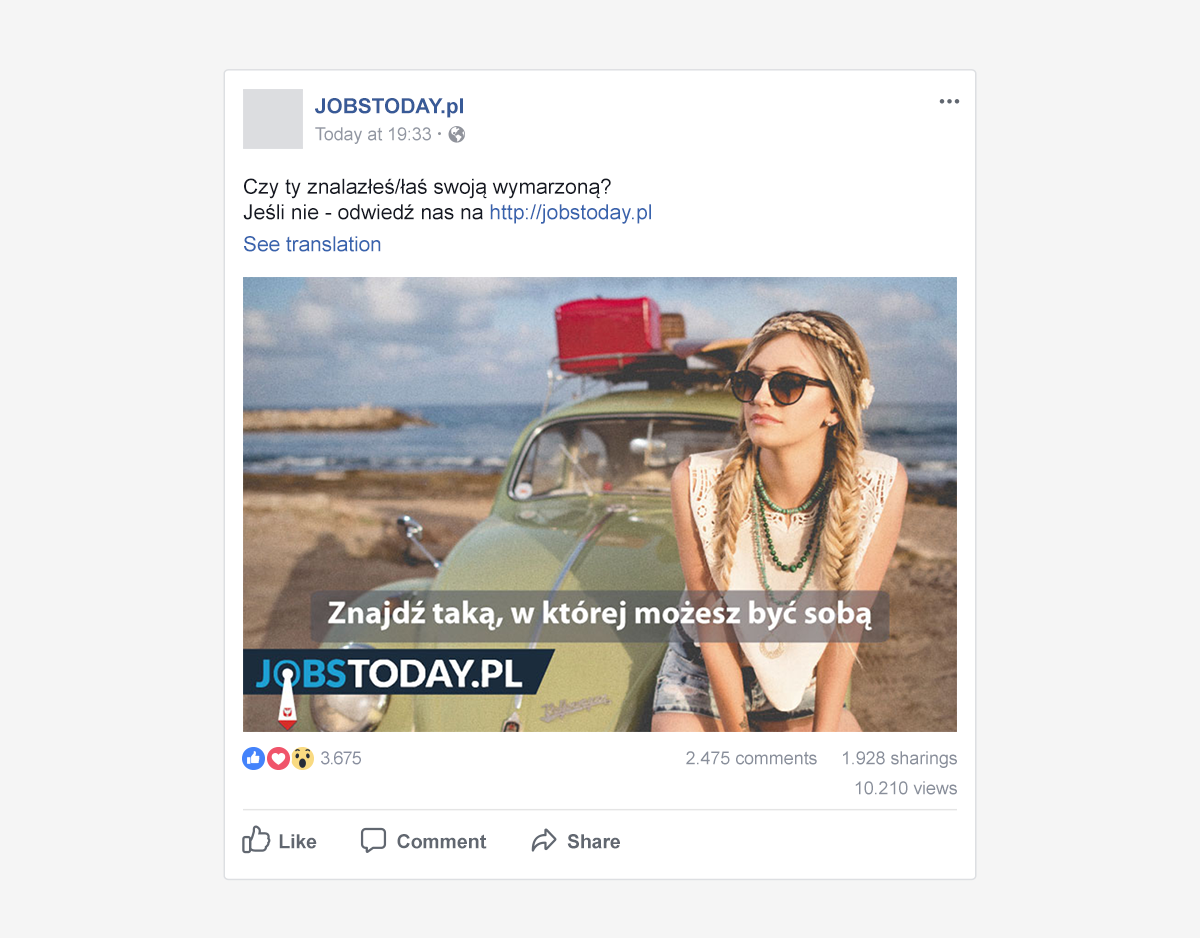 JOBSTODAY.pl
Today at 19:33 ·
Czy ty znalazłeś/łaś swoją wymarzoną?
Jeśli nie - odwiedź nas na http://jobstoday.pl
See translation
Znajdź taką, w której możesz być sobą
JOBSTODAY.PL
Volkswagen
3.675
2.475 comments 1.928 sharings
10.210 views
Like Comment Share